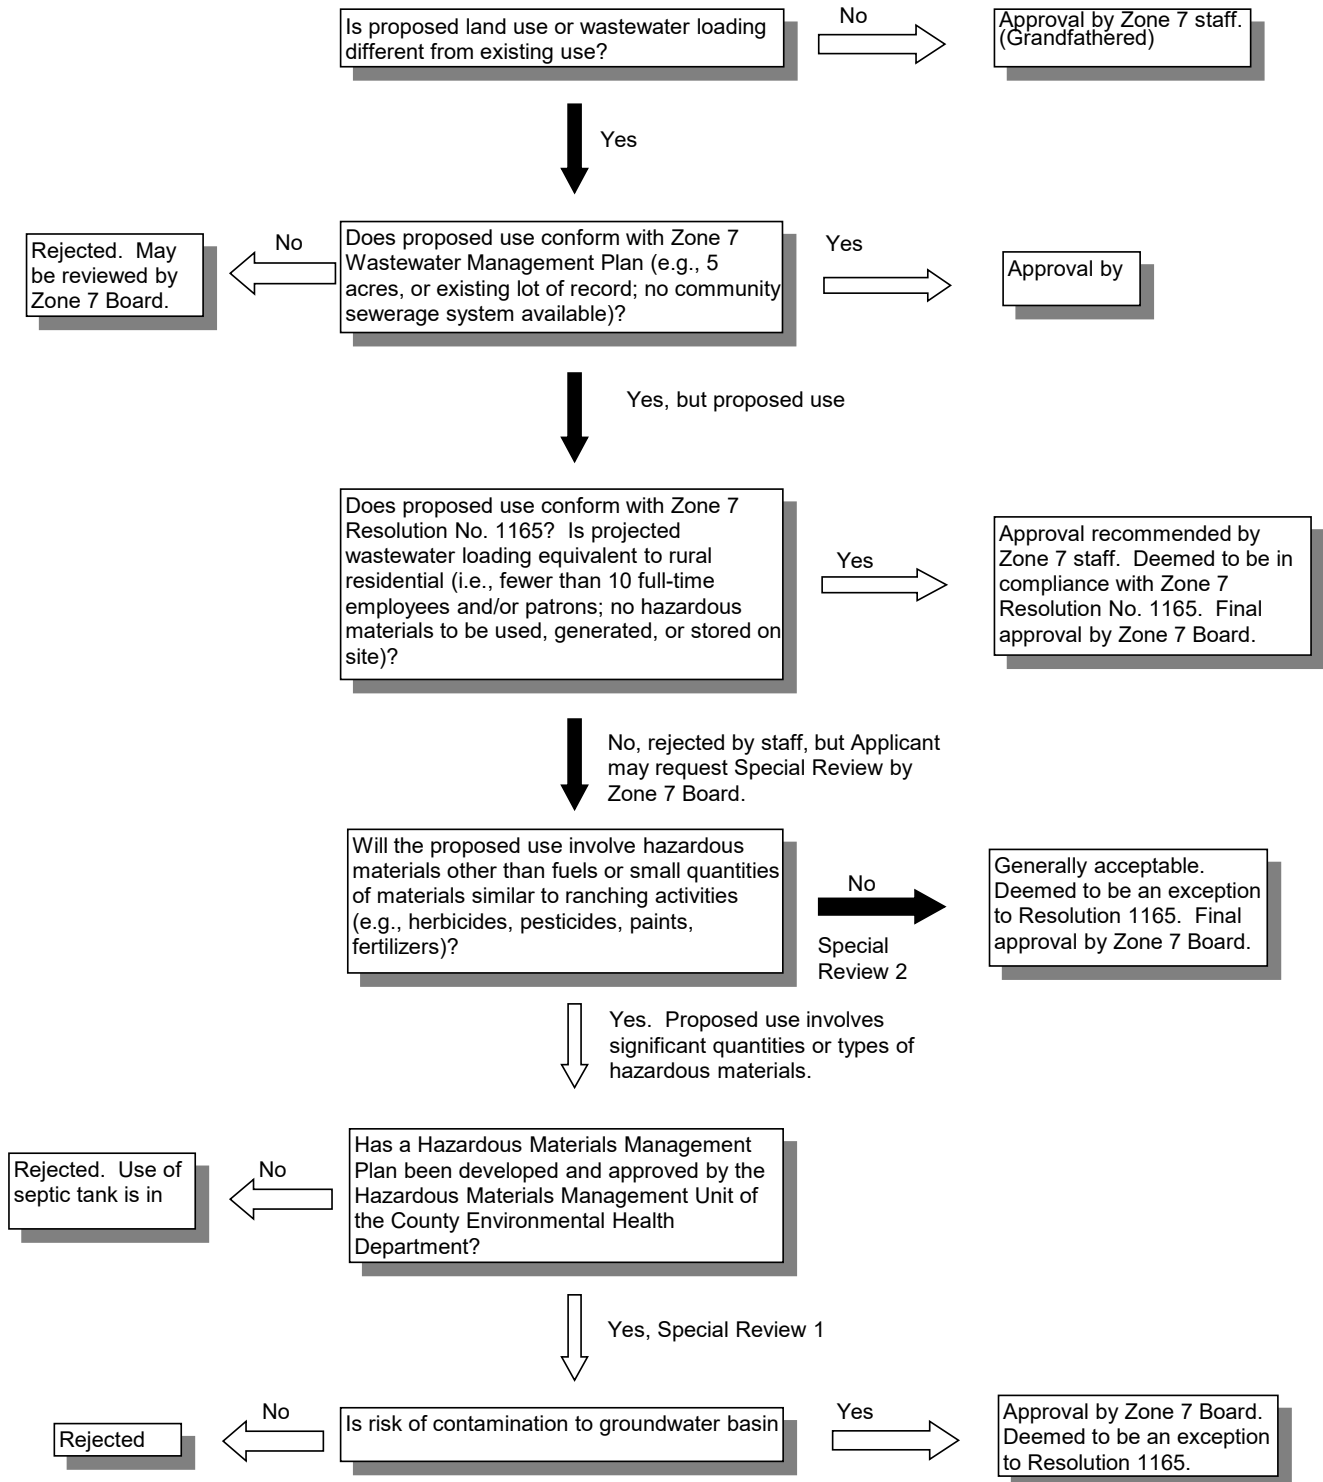 Is proposed land use or wastewater loading
different from existing use?
No
Approval by Zone 7 staff.
(Grandfathered)
Yes
Rejected.  May
be reviewed by
Zone 7 Board.
No
Does proposed use conform with Zone 7
Wastewater Management Plan (e.g., 5
acres, or existing lot of record; no community
sewerage system available)?
Yes
Approval by
Yes, but proposed use
Does proposed use conform with Zone 7
Resolution No. 1165?  Is projected
wastewater loading equivalent to rural
residential (i.e., fewer than 10 full-time
employees and/or patrons; no hazardous
materials to be used, generated, or stored on
site)?
Yes
Approval recommended by
Zone 7 staff.  Deemed to be in
compliance with Zone 7
Resolution No. 1165.  Final
approval by Zone 7 Board.
No, rejected by staff, but Applicant
may request Special Review by
Zone 7 Board.
Will the proposed use involve hazardous
materials other than fuels or small quantities
of materials similar to ranching activities
(e.g., herbicides, pesticides, paints,
fertilizers)?
No
Special
Review 2
Generally acceptable.
Deemed to be an exception
to Resolution 1165.  Final
approval by Zone 7 Board.
Yes.  Proposed use involves
significant quantities or types of
hazardous materials.
Rejected.  Use of
septic tank is in
No
Has a Hazardous Materials Management
Plan been developed and approved by the
Hazardous Materials Management Unit of
the County Environmental Health
Department?
Yes, Special Review 1
Rejected
No
Is risk of contamination to groundwater basin
Yes
Approval by Zone 7 Board.
Deemed to be an exception
to Resolution 1165.